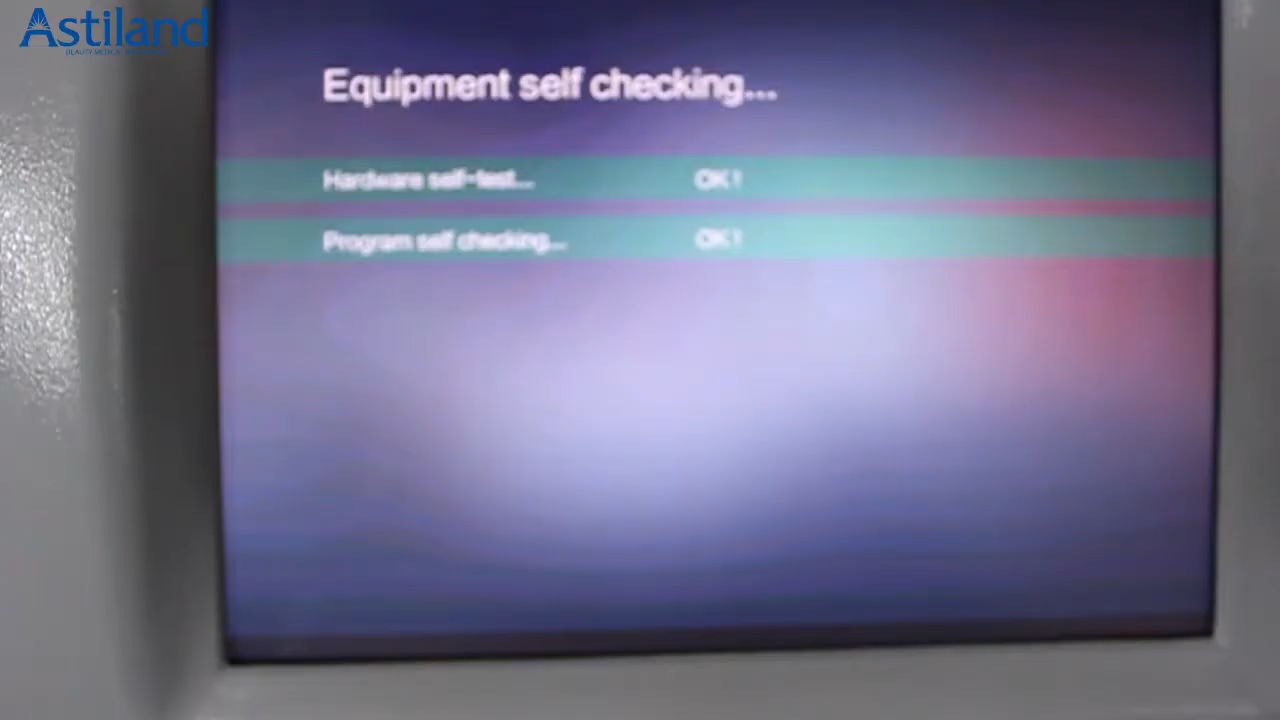 Astiland
Equipment self checking...
Hardware self-test... OK!
Program self checking... OK!